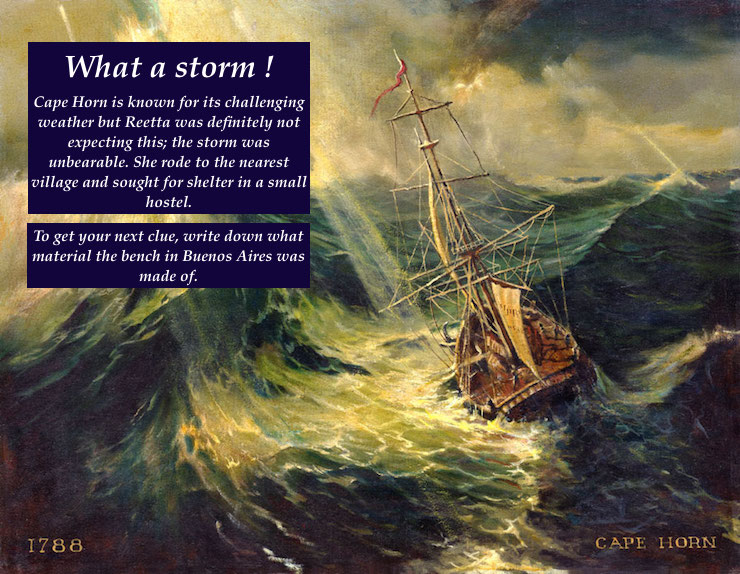 What a storm !
Cape Horn is known for its challenging
weather but Reetta was definitely not
expecting this; the storm was
unbearable. She rode to the nearest
village and sought for shelter in a small
hostel.
To get your next clue, write down what
material the bench in Buenos Aires was
made of.
1788
CAPE HORN